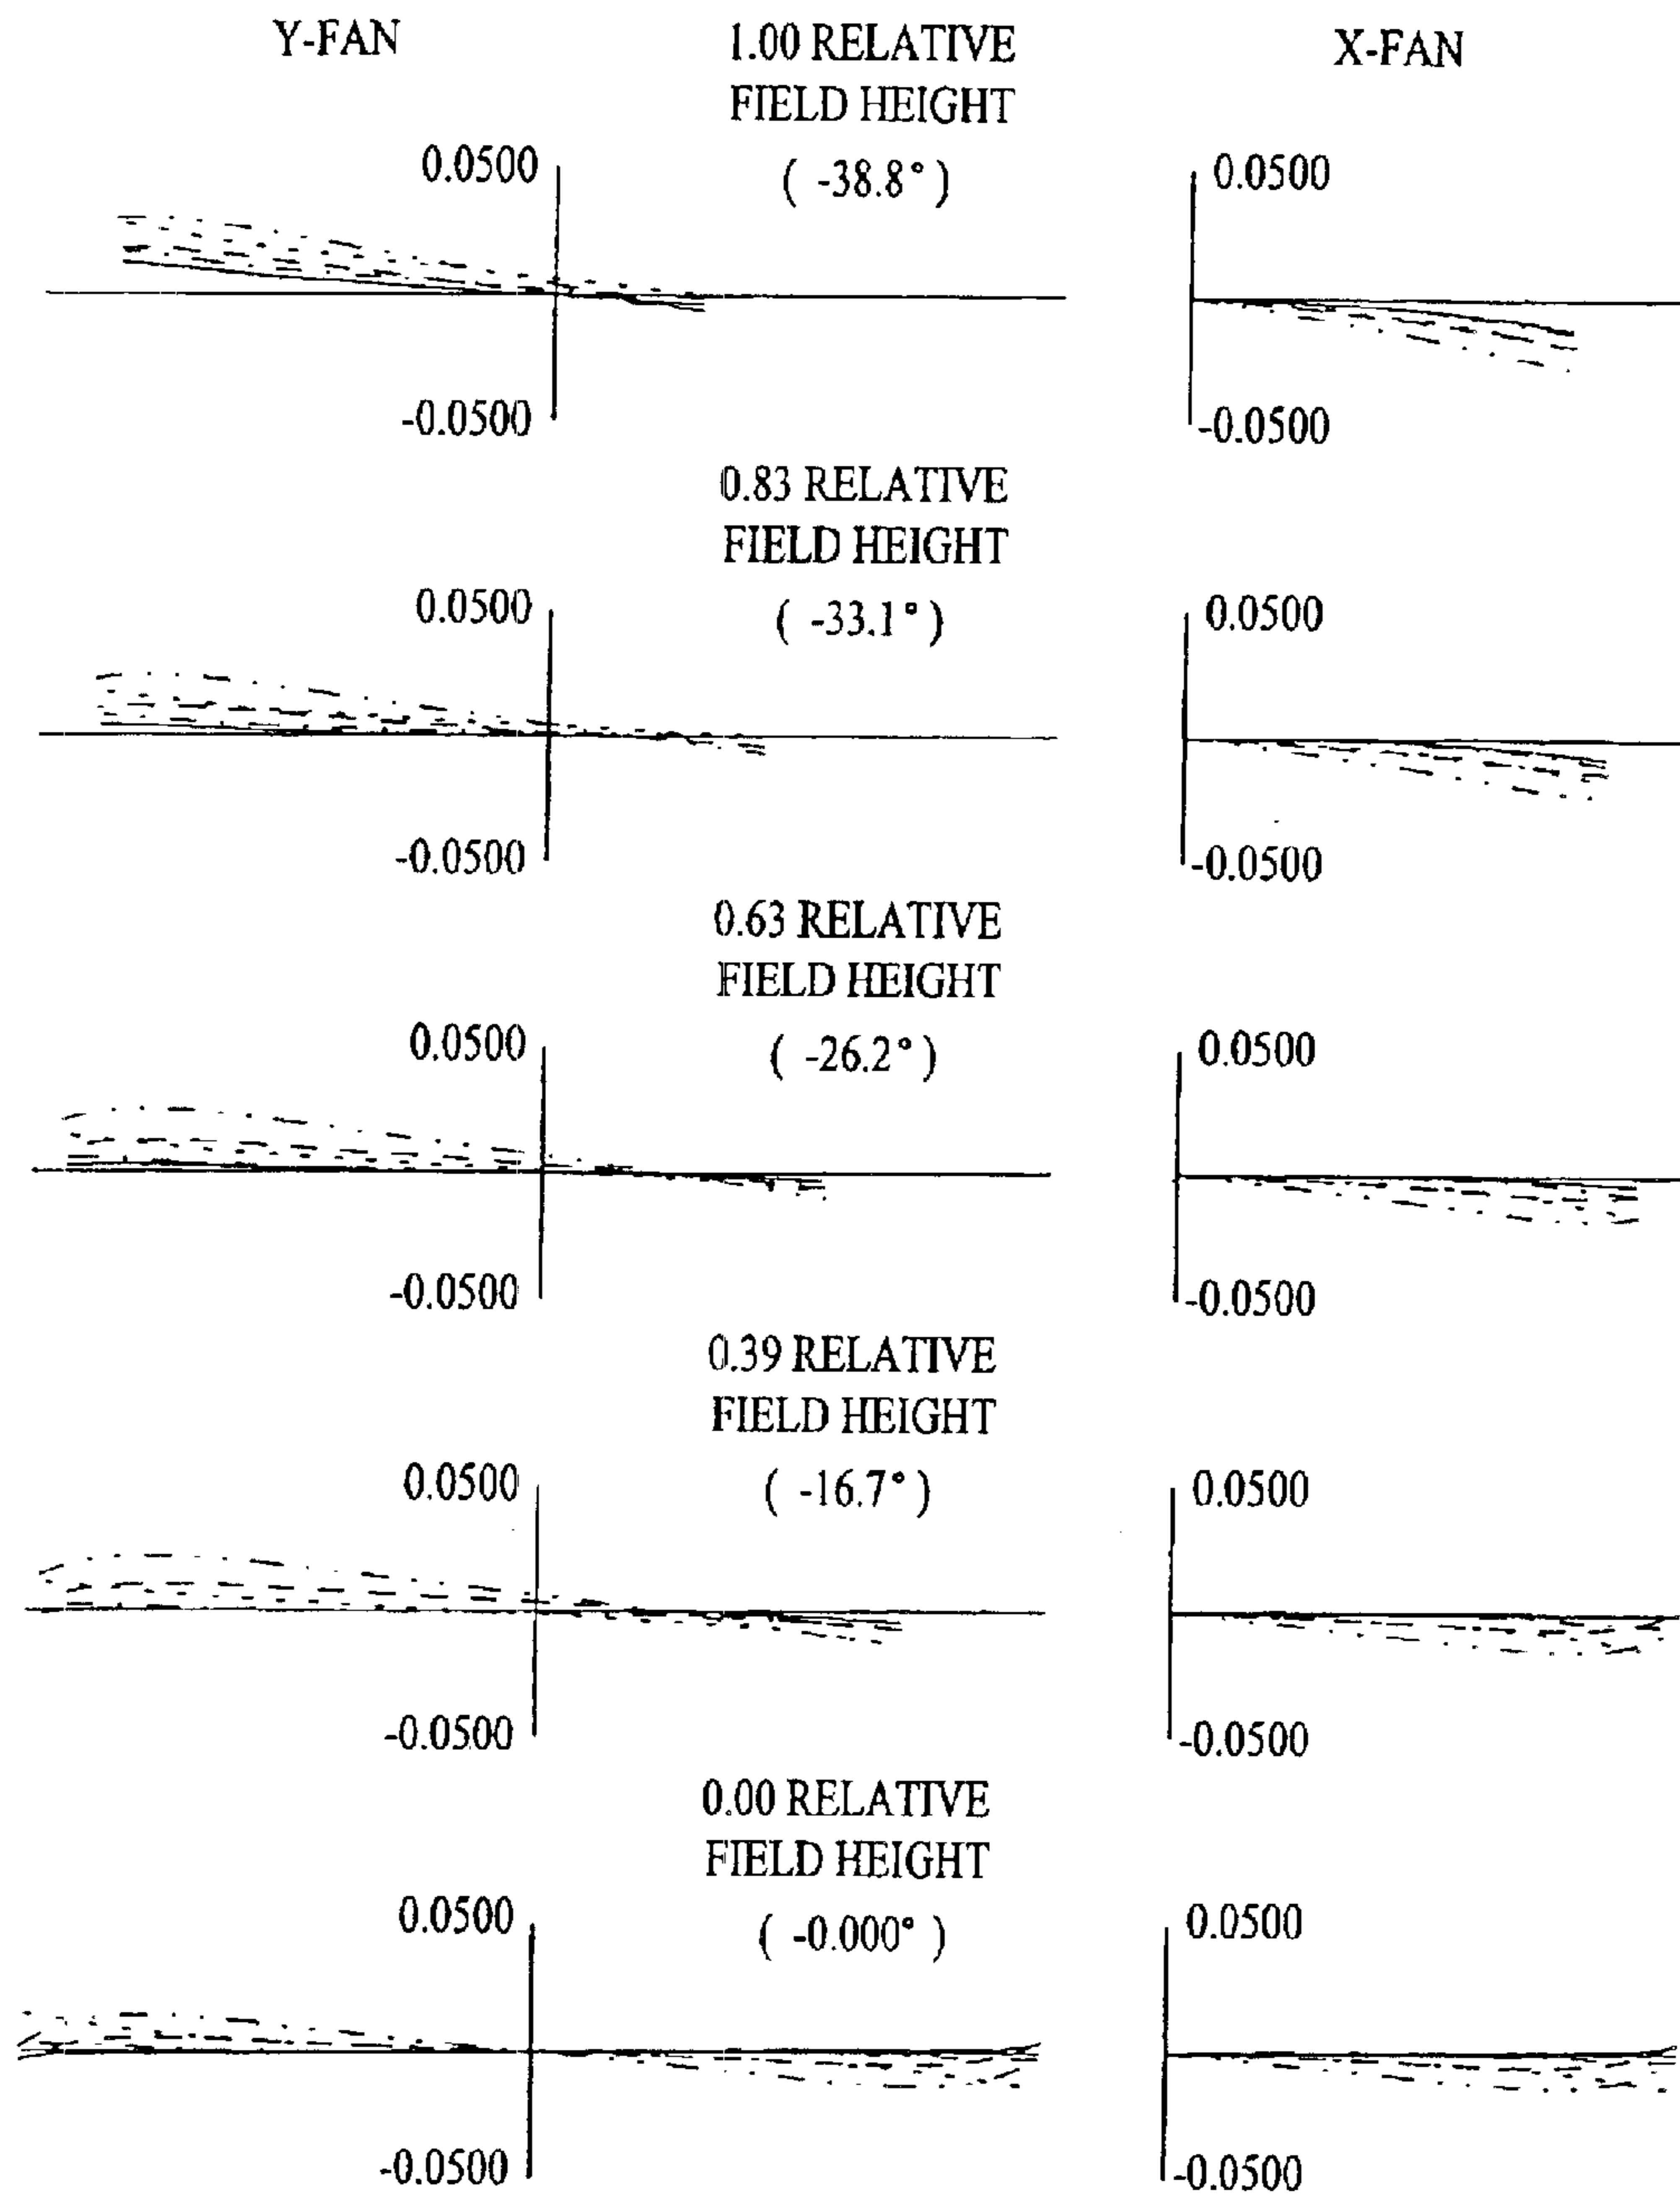 Y-FAN
1.00 RELATIVE
FIELD HEIGHT
( -38.8° )
X-FAN
0.0500
-0.0500
0.0500
-0.0500
0.83 RELATIVE
FIELD HEIGHT
( -33.1° )
0.0500
-0.0500
0.0500
-0.0500
0.63 RELATIVE
FIELD HEIGHT
( -26.2° )
0.0500
-0.0500
0.0500
-0.0500
0.39 RELATIVE
FIELD HEIGHT
( -16.7° )
0.0500
-0.0500
0.0500
-0.0500
0.00 RELATIVE
FIELD HEIGHT
( -0.000° )
0.0500
-0.0500
0.0500
-0.0500